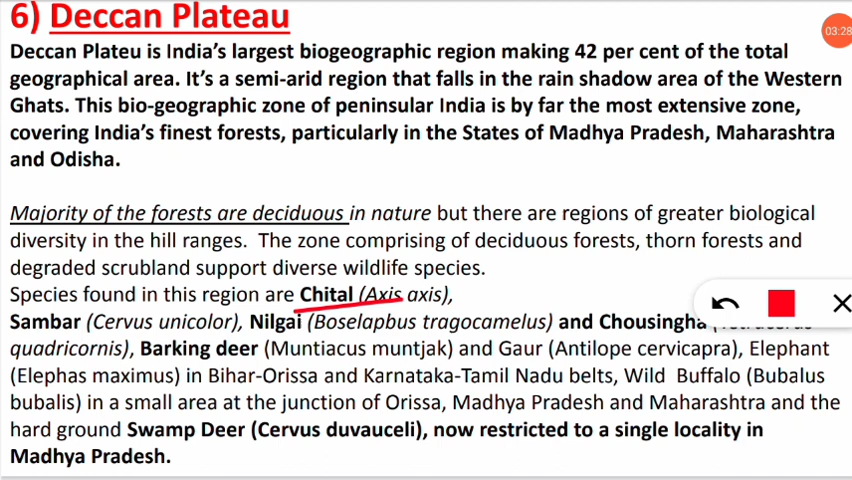 6) Deccan Plateau
03:28
Deccan Plateu is India's largest biogeographic region making 42 per cent of the total
geographical area. It's a semi-arid region that falls in the rain shadow area of the Western
Ghats. This bio-geographic zone of peninsular India is by far the most extensive zone,
covering India's finest forests, particularly in the States of Madhya Pradesh, Maharashtra
and Odisha.
Majority of the forests are deciduous in nature but there are regions of greater biological
diversity in the hill ranges. The zone comprising of deciduous forests, thorn forests and
degraded scrubland support diverse wildlife species.
Species found in this region are Chital (Axis axis),
Sambar (Cervus unicolor), Nilgai (Boselapbus tragocamelus) and Chousingha
quadricornis), Barking deer (Muntiacus muntjak) and Gaur (Antilope cervicapra), Elephant
(Elephas maximus) in Bihar-Orissa and Karnataka-Tamil Nadu belts, Wild Buffalo (Bubalus
bubalis) in a small area at the junction of Orissa, Madhya Pradesh and Maharashtra and the
hard ground Swamp Deer (Cervus duvauceli), now restricted to a single locality in
Madhya Pradesh.